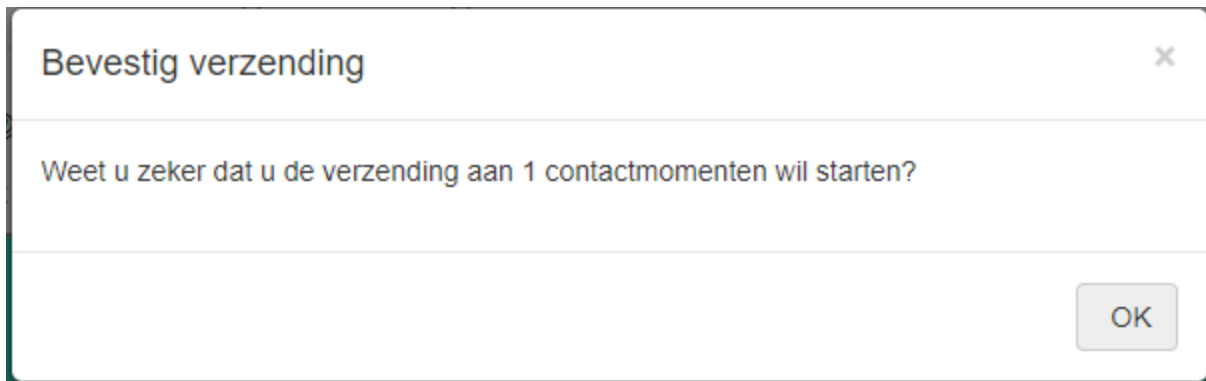 Bevestig verzending
×
Weet u zeker dat u de verzending aan 1 contactmomenten wil starten?
OK